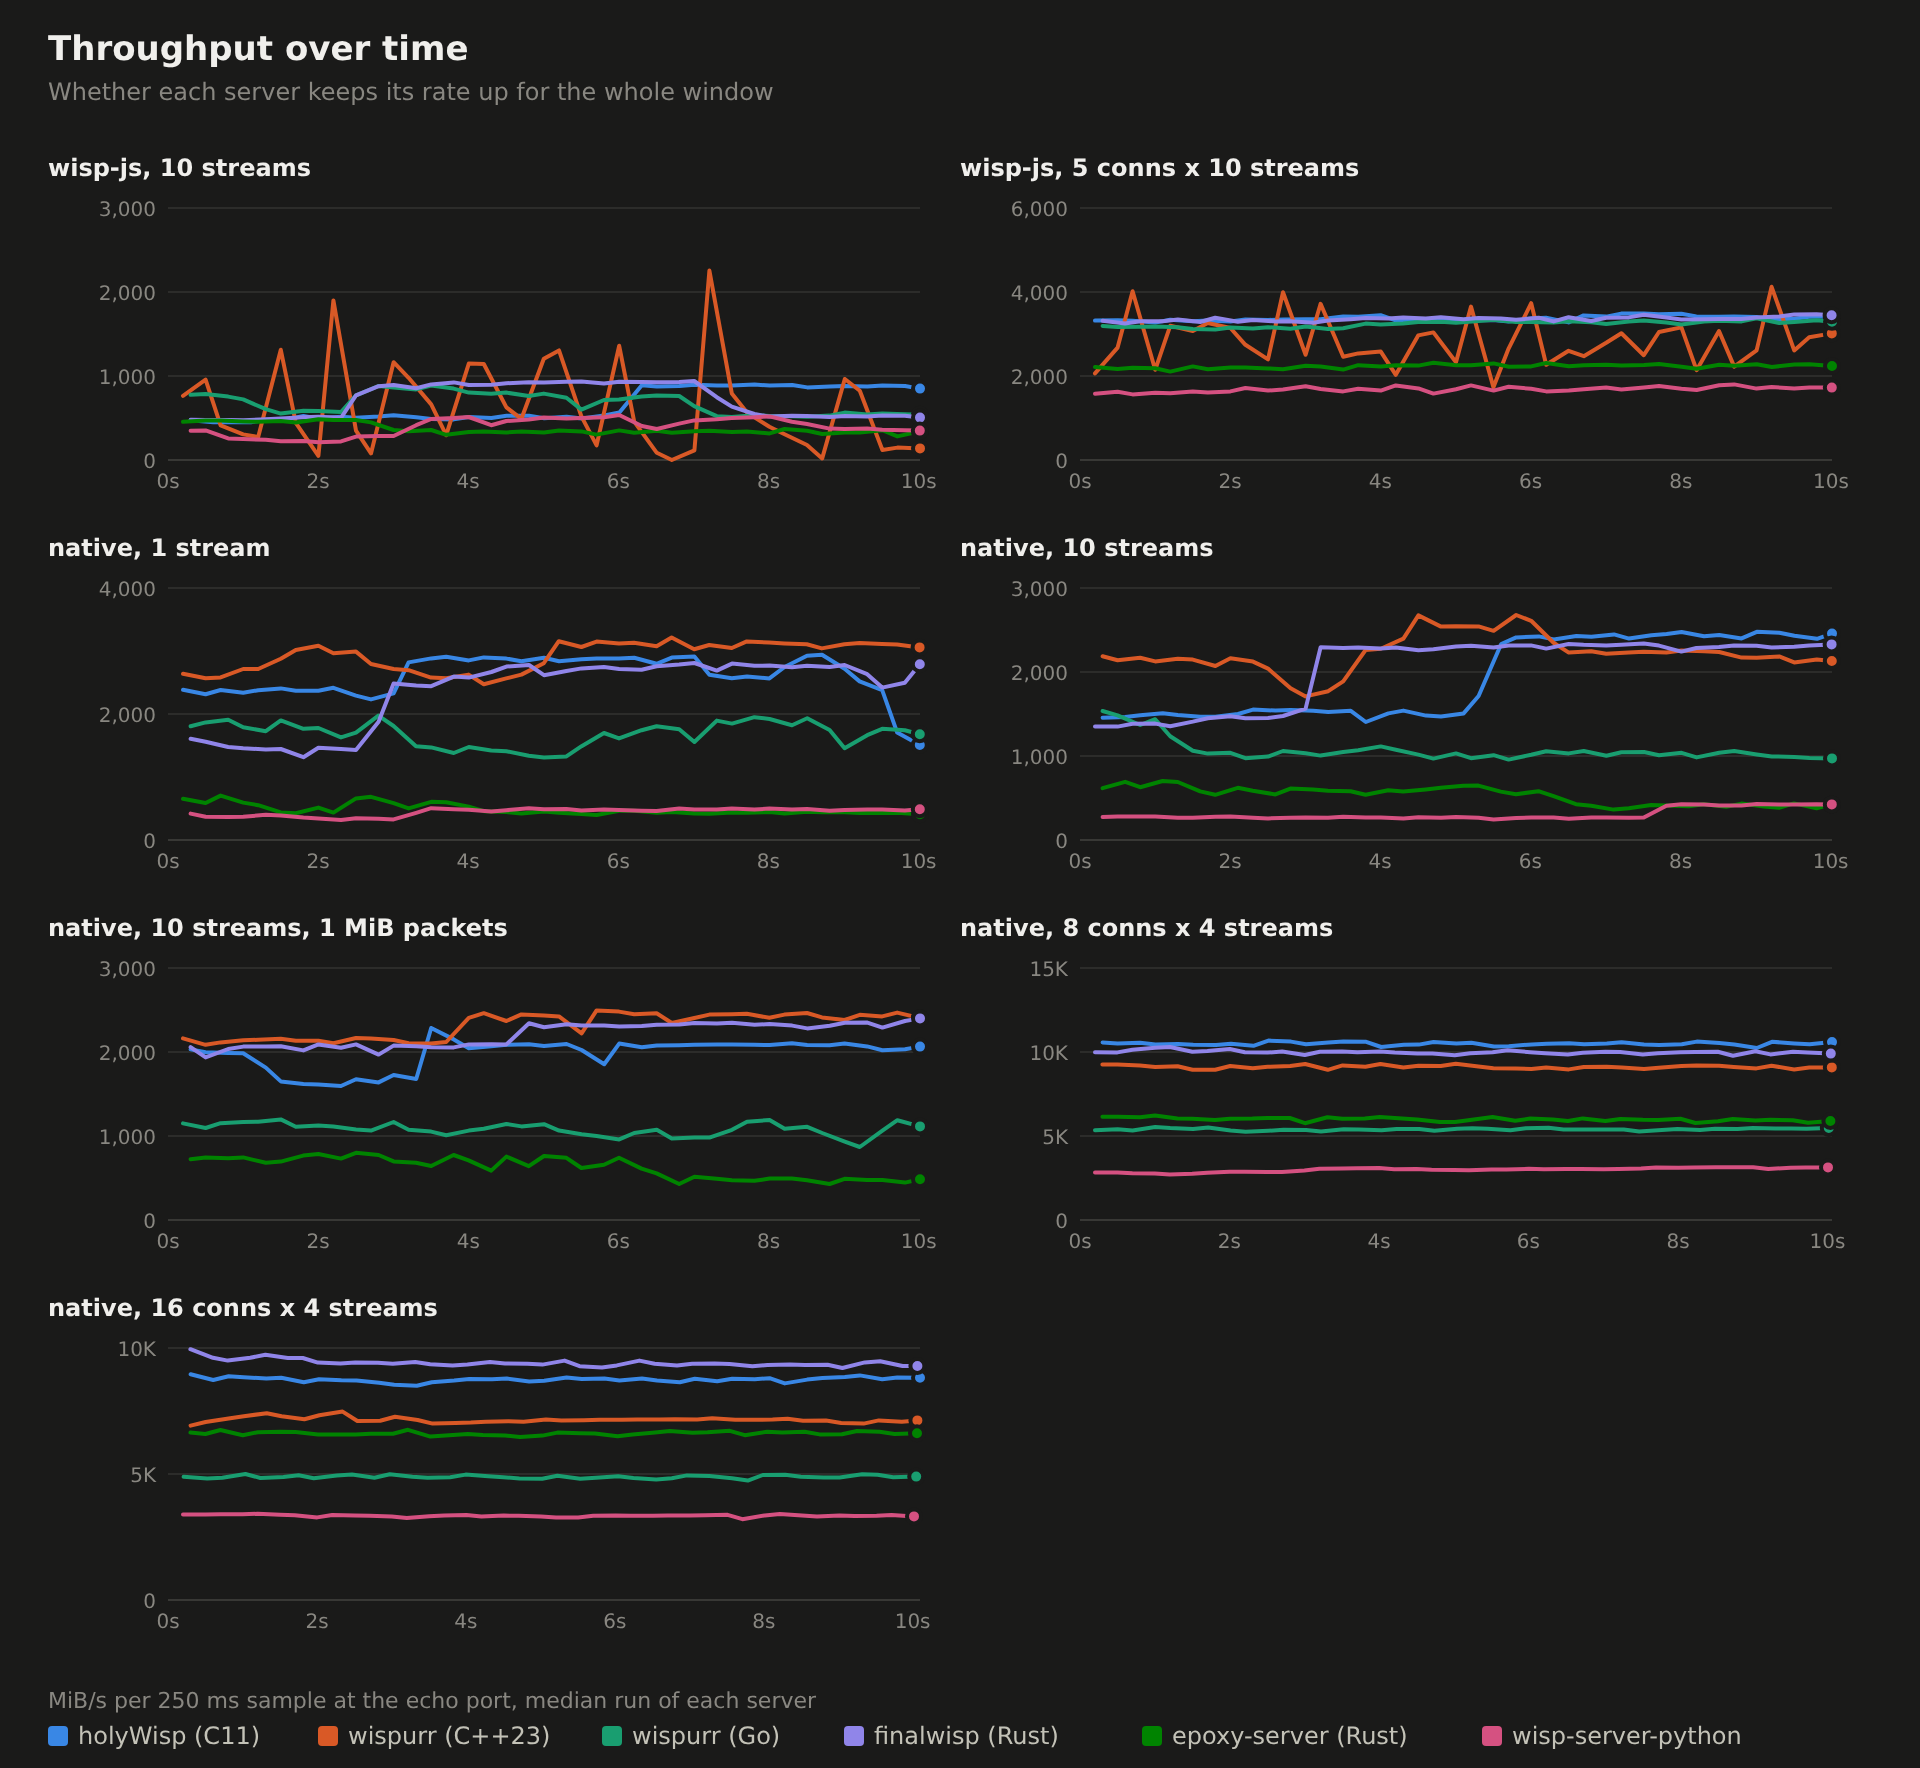 Throughput over time
Whether each server keeps its rate up for the whole window
wisp-js, 10 streams
3,000
2,000
1,000
0
0s 2s 4s 6s 8s 10s
wisp-js, 5 conns x 10 streams
6,000
4,000
2,000
0
0s 2s 4s 6s 8s 10s
native, 1 stream
4,000
2,000
0
0s 2s 4s 6s 8s 10s
native, 10 streams
3,000
2,000
1,000
0
0s 2s 4s 6s 8s 10s
native, 10 streams, 1 MiB packets
3,000
2,000
1,000
0
0s 2s 4s 6s 8s 10s
native, 8 conns x 4 streams
15K
10K
5K
0
0s 2s 4s 6s 8s 10s
native, 16 conns x 4 streams
10K
5K
0
0s 2s 4s 6s 8s 10s
MiB/s per 250 ms sample at the echo port, median run of each server
holyWisp (C11) wispurr (C++23) wispurr (Go) finalwisp (Rust) epoxy-server (Rust) wisp-server-python